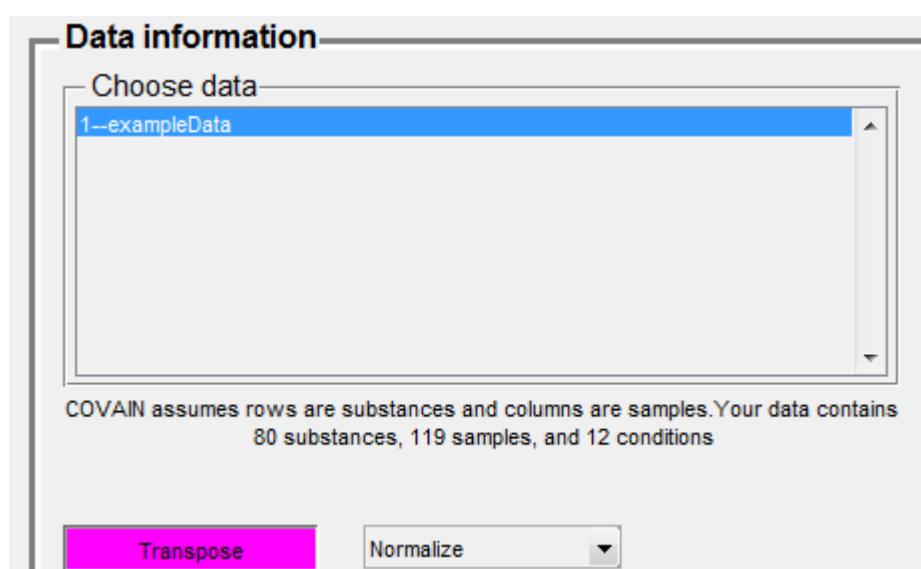 Data information
Choose data
1--exampleData
COVAIN assumes rows are substances and columns are samples.Your data contains
80 substances, 119 samples, and 12 conditions
Transpose
Normalize